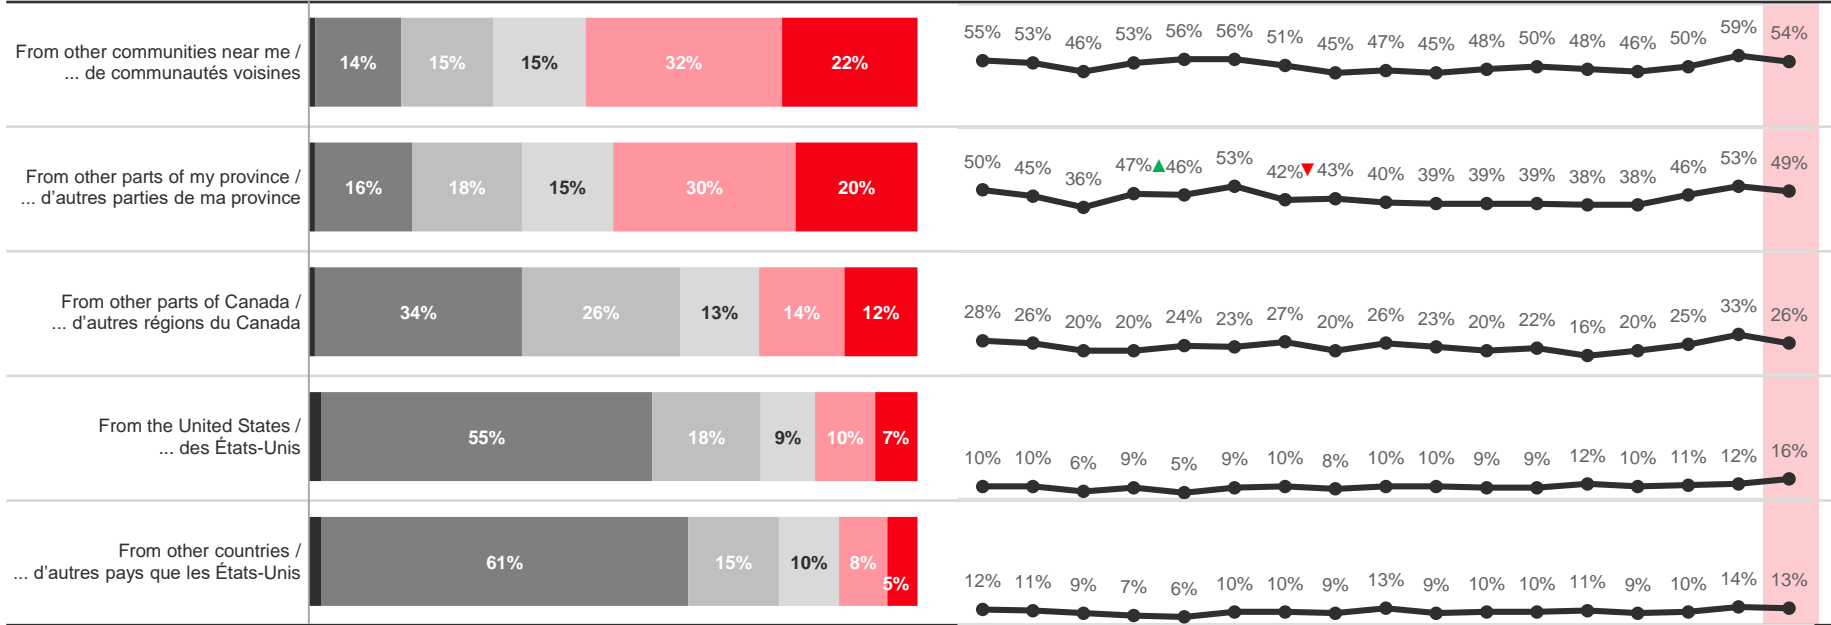 From other communities near me /
... de communautés voisines
14% 15% 15% 32% 22%
55% 53% 46% 53% 56% 56% 51% 45% 47% 45% 48% 50% 48% 46% 50% 59% 54%
From other parts of my province /
... d'autres parties de ma province
16% 18% 15% 30% 20%
50% 45% 36% 47% 46% 53% 42% 43% 40% 39% 39% 39% 38% 38% 46% 53% 49%
From other parts of Canada /
... d'autres régions du Canada
34% 26% 13% 14% 12%
28% 26% 20% 20% 24% 23% 27% 20% 26% 23% 20% 22% 16% 20% 25% 33% 26%
From the United States /
... des États-Unis
55% 18% 9% 10% 7%
10% 10% 6% 9% 5% 9% 10% 8% 10% 10% 9% 9% 12% 10% 11% 12% 16%
From other countries /
... d'autres pays que les États-Unis
61% 15% 10% 8% 5%
12% 11% 9% 7% 6% 10% 10% 9% 13% 9% 10% 10% 11% 9% 10% 14% 13%